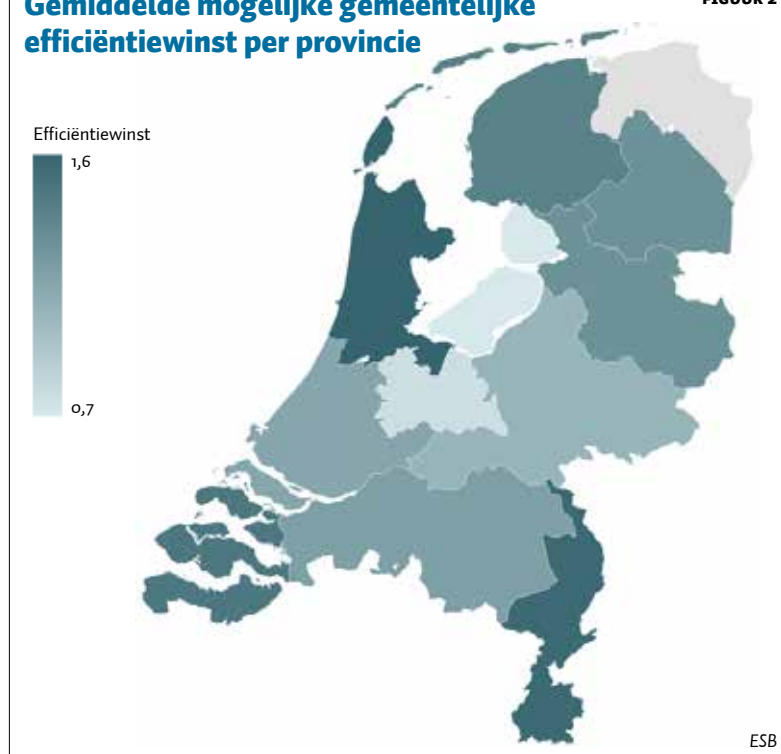 Gemiddelde mogelijke gemeentelijke
efficiëntiewinst per provincie
FIGUUR 2
Efficiëntiewinst
1,6
0,7
ESB